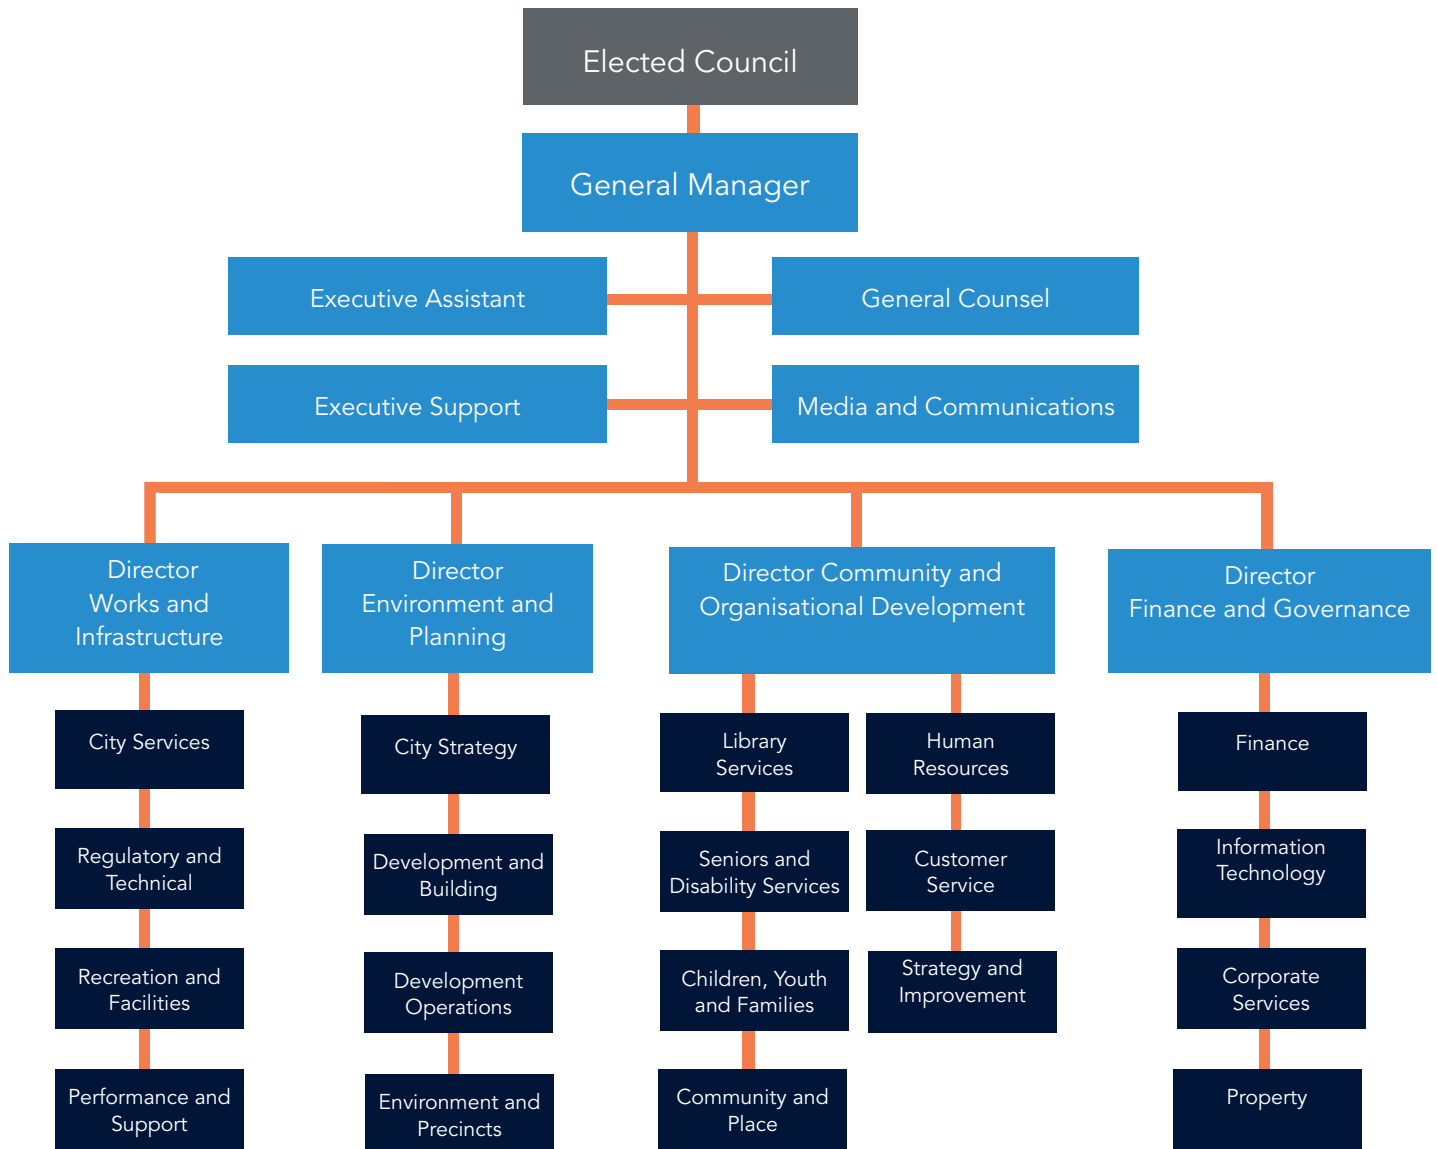 Elected Council
General Manager
Executive Assistant
General Counsel
Executive Support
Media and Communications
Director
Works and
Infrastructure
Director
Environment and
Planning
Director Community and
Organisational Development
Director
Finance and Governance
City Services
Regulatory and
Technical
Recreation and
Facilities
Performance and
Support
City Strategy
Development and
Building
Development
Operations
Environment and
Precincts
Library
Services
Seniors and
Disability Services
Children, Youth
and Families
Community and
Place
Human
Resources
Customer
Service
Strategy and
Improvement
Finance
Information
Technology
Corporate
Services
Property